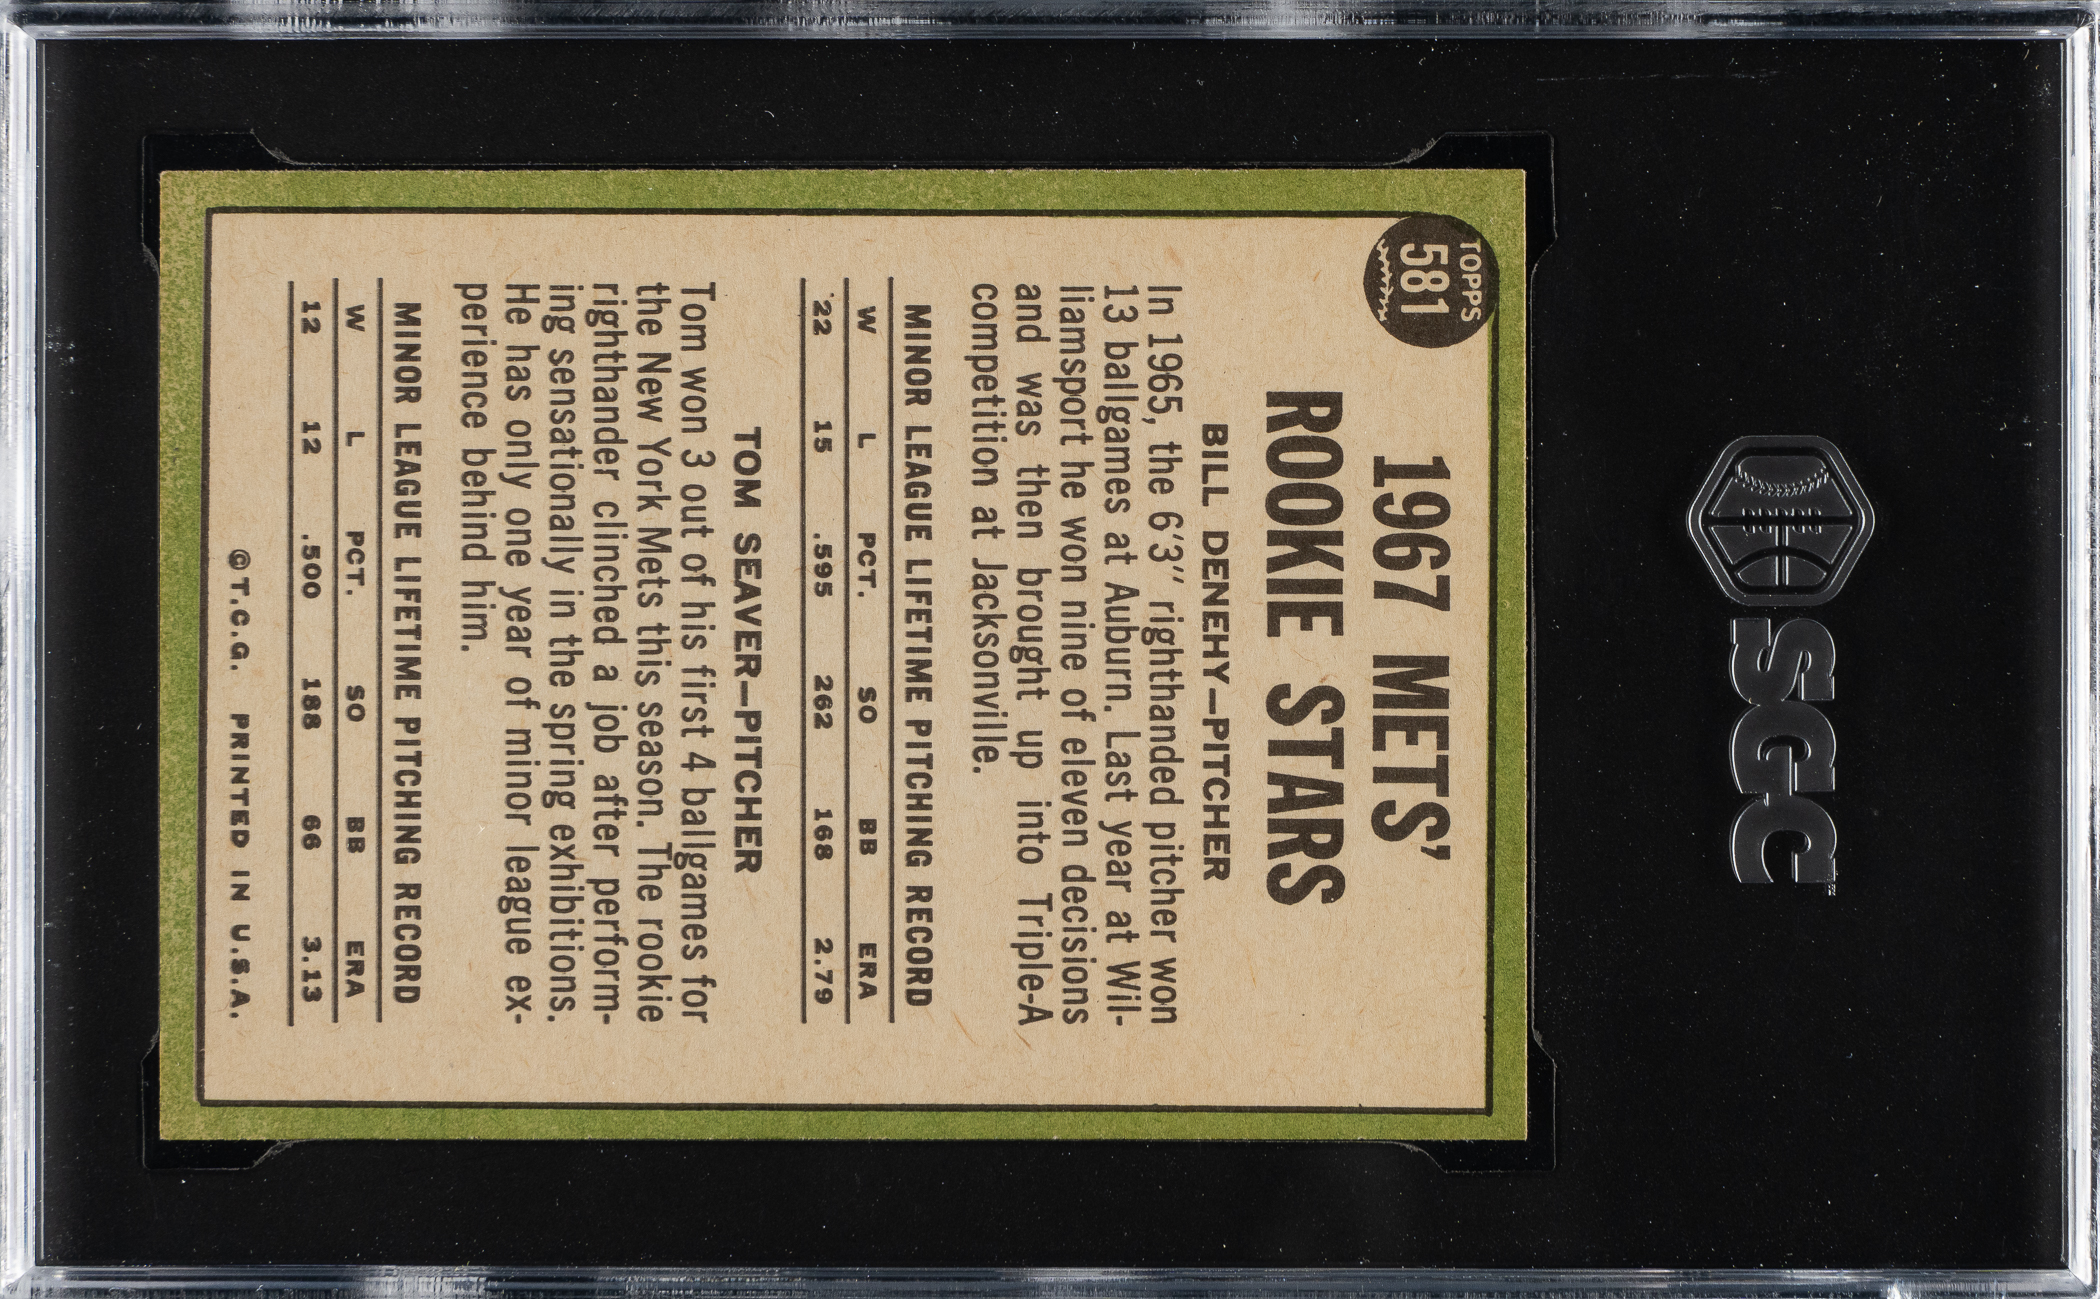 SGC
TOPPS
581
1967 METS'
ROOKIE STARS
BILL DENEHY—PITCHER
In 1965, the 6'3" righthanded pitcher won
13 ballgames at Auburn. Last year at Wil-
liamsport he won nine of eleven decisions
and was then brought up into Triple-A
competition at Jacksonville.
MINOR LEAGUE LIFETIME PITCHING RECORD
W L PCT. SO BB ERA
22 15 .595 262 168 2.79
TOM SEAVER—PITCHER
Tom won 3 out of his first 4 ballgames for
the New York Mets this season. The rookie
righthander clinched a job after perform-
ing sensationally in the spring exhibitions.
He has only one year of minor league ex-
perience behind him.
MINOR LEAGUE LIFETIME PITCHING RECORD
W L PCT. SO BB ERA
12 12 .500 188 66 3.13
©T.C.G. PRINTED IN U.S.A.